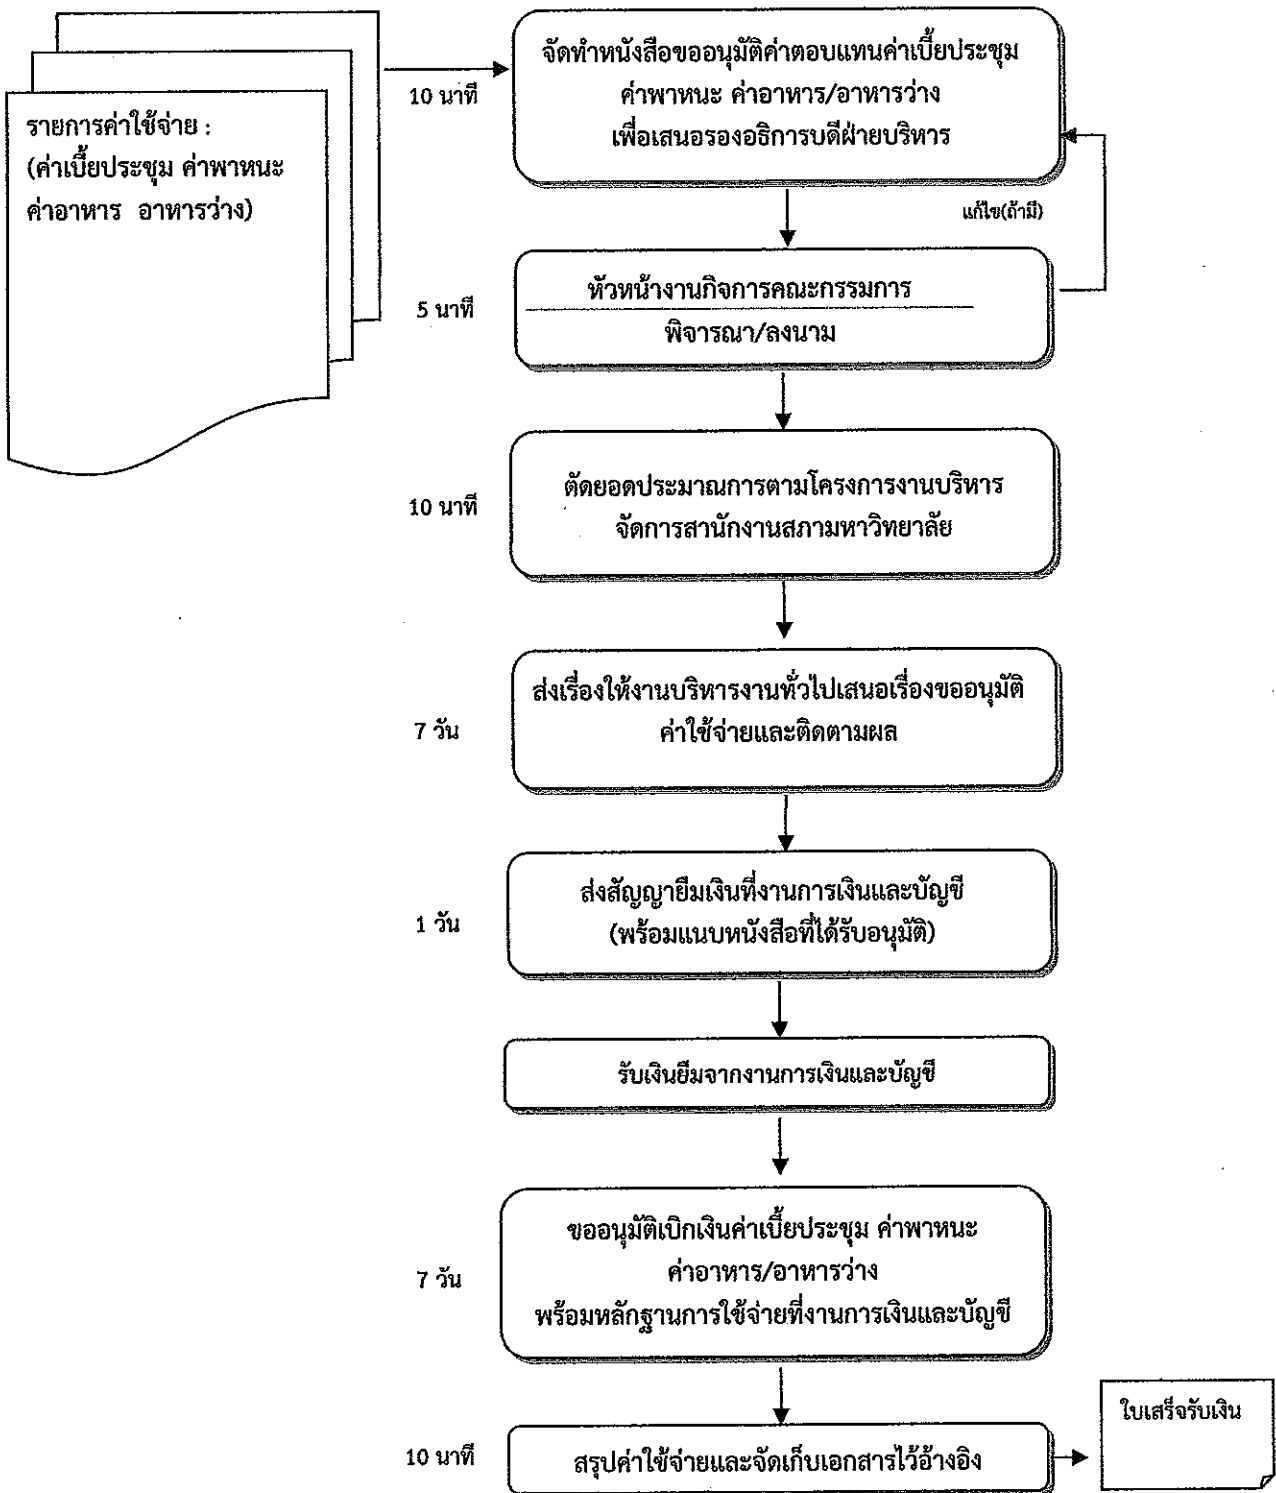 รายการค่าใช้จ่าย :
(ค่าเบี้ยประชุม ค่าพาหนะ
ค่าอาหาร อาหารว่าง)
10 นาที
จัดทำหนังสือขออนุมัติค่าตอบแทนค่าเบี้ยประชุม
ค่าพาหนะ ค่าอาหาร/อาหารว่าง
เพื่อเสนอรองอธิการบดีฝ่ายบริหาร
แก้ไข(ถ้ามี)
5 นาที
หัวหน้างานกิจการคณะกรรมการ
พิจารณา/ลงนาม
10 นาที
ตัดยอดประมาณการตามโครงการงานบริหาร
จัดการสานักงานสภามหาวิทยาลัย
7 วัน
ส่งเรื่องให้งานบริหารงานทั่วไปเสนอเรื่องขออนุมัติ
ค่าใช้จ่ายและติดตามผล
1 วัน
ส่งสัญญายืมเงินที่งานการเงินและบัญชี
(พร้อมแนบหนังสือที่ได้รับอนุมัติ)
รับเงินยืมจากงานการเงินและบัญชี
7 วัน
ขออนุมัติเบิกเงินค่าเบี้ยประชุม ค่าพาหนะ
ค่าอาหาร/อาหารว่าง
พร้อมหลักฐานการใช้จ่ายที่งานการเงินและบัญชี
10 นาที
สรุปค่าใช้จ่ายและจัดเก็บเอกสารไว้อ้างอิง
ใบเสร็จรับเงิน